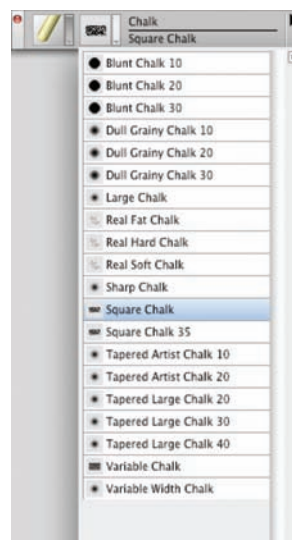 Chalk
Square Chalk
Blunt Chalk 10
Blunt Chalk 20
Blunt Chalk 30
Dull Grainy Chalk 10
Dull Grainy Chalk 20
Dull Grainy Chalk 30
Large Chalk
Real Fat Chalk
Real Hard Chalk
Real Soft Chalk
Sharp Chalk
Square Chalk
Square Chalk 35
Tapered Artist Chalk 10
Tapered Artist Chalk 20
Tapered Large Chalk 20
Tapered Large Chalk 30
Tapered Large Chalk 40
Variable Chalk
Variable Width Chalk